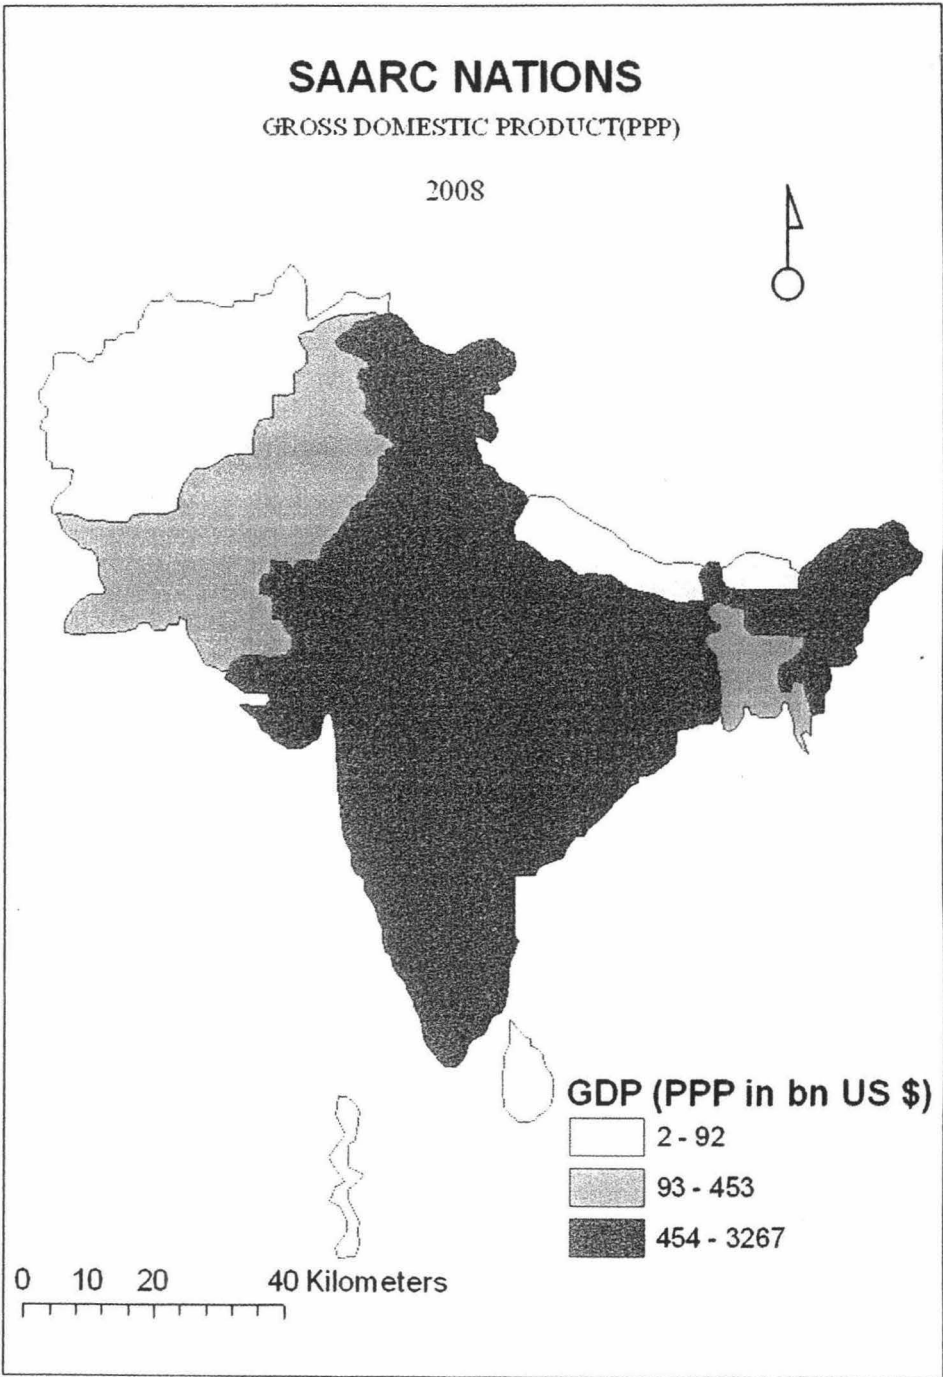 SAARC NATIONS
GROSS DOMESTIC PRODUCT(PPP)
2008
GDP (PPP in bn US $)
2 - 92
93 - 453
454 - 3267
0 10 20 40 Kilometers